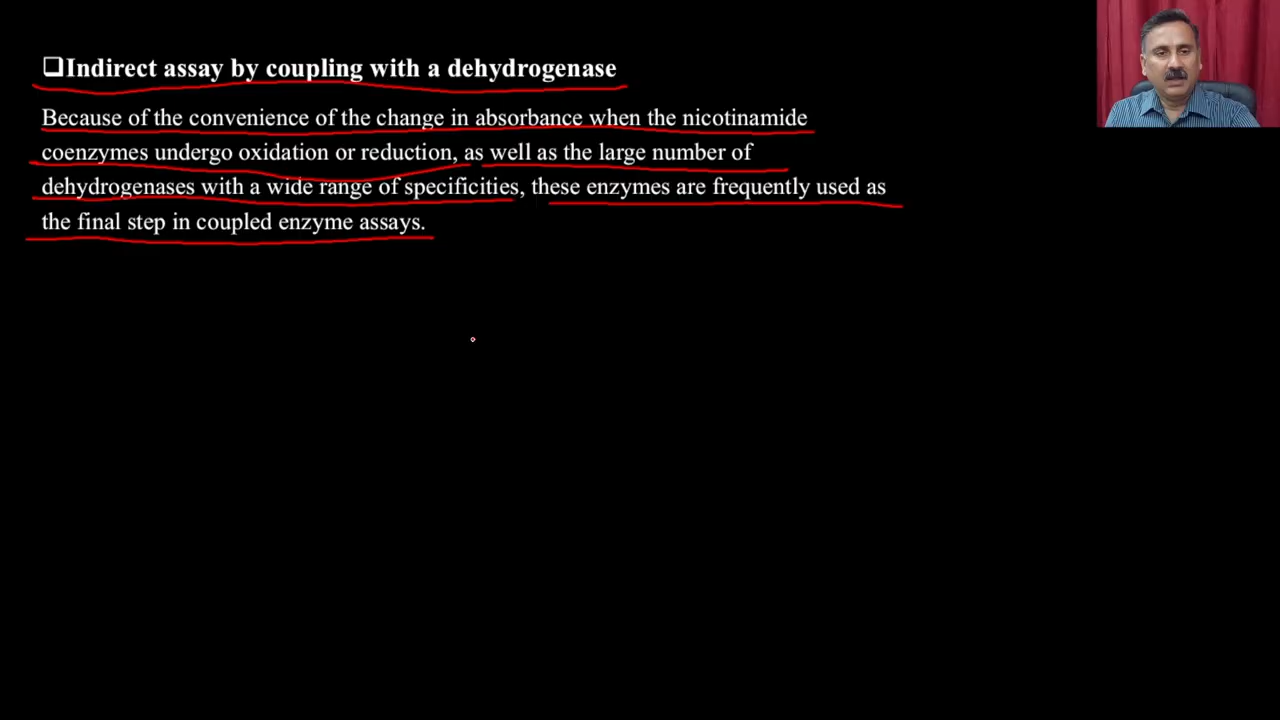 ❑Indirect assay by coupling with a dehydrogenase
Because of the convenience of the change in absorbance when the nicotinamide
coenzymes undergo oxidation or reduction, as well as the large number of
dehydrogenases with a wide range of specificities, these enzymes are frequently used as
the final step in coupled enzyme assays.